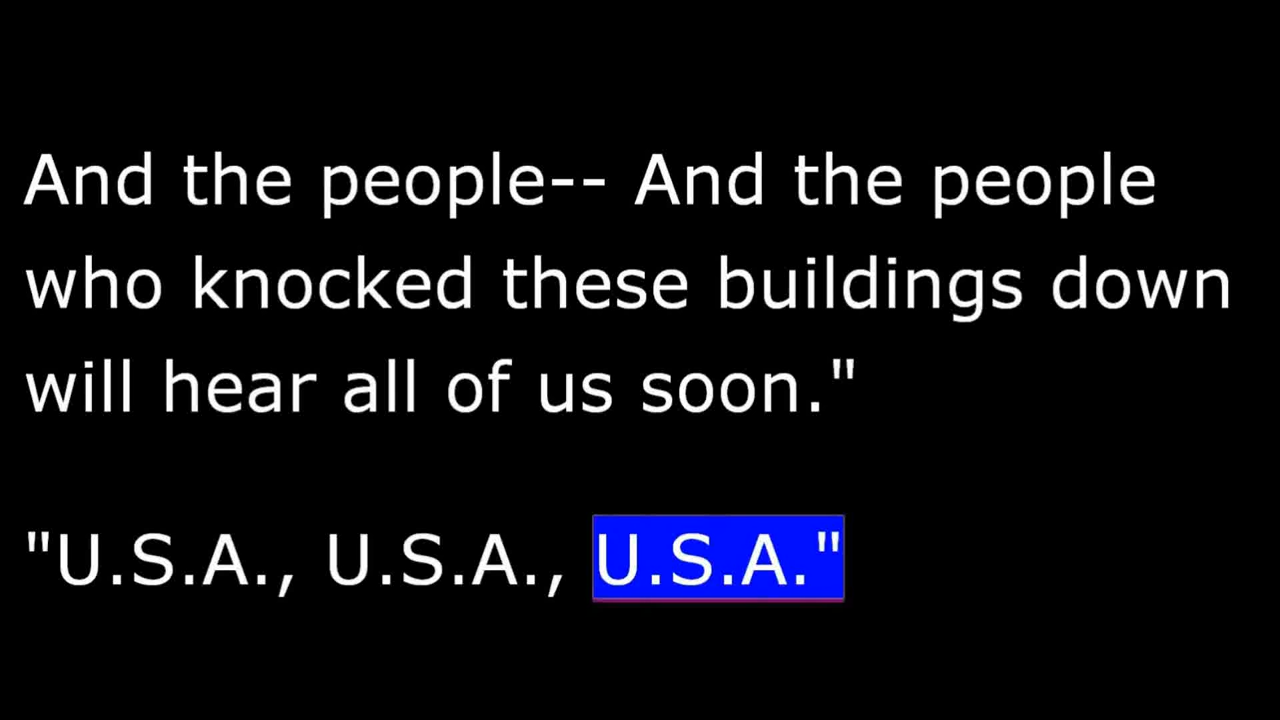 And the people-- And the people
who knocked these buildings down
will hear all of us soon."
"U.S.A., U.S.A., U.S.A."